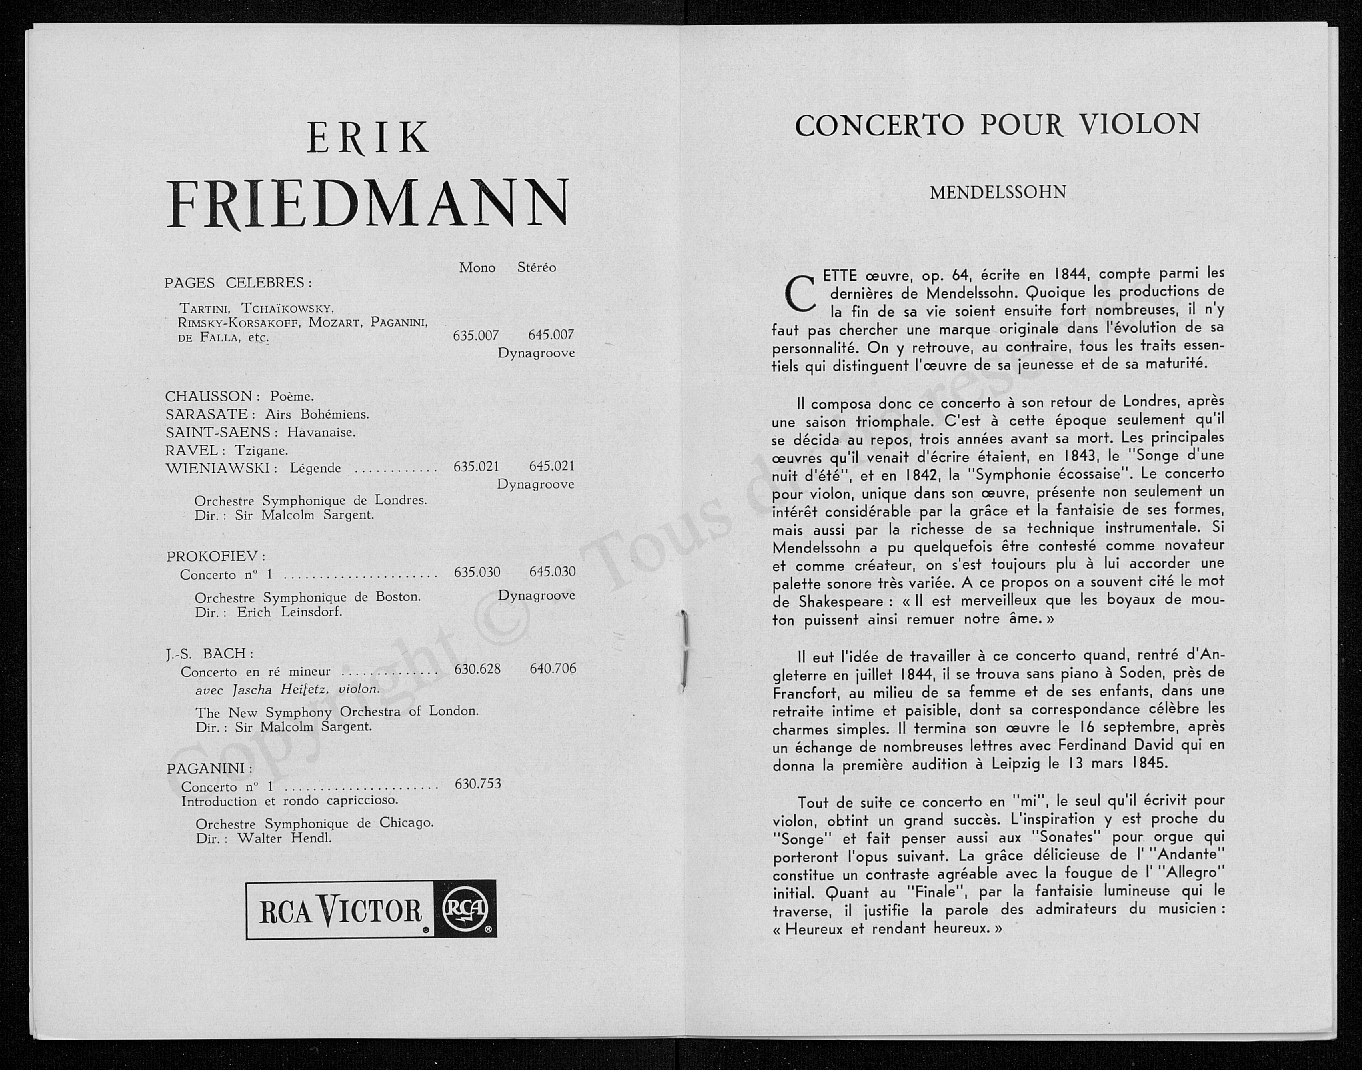 ERIK
FRIEDMANN
Mono Stéréo
PAGES CELEBRES :
TARTINI, TCHAÏKOWSKY,
RIMSKY-KORSAKOFF, MOZART, PAGANINI,
DE FALLA, etc. 635.007 645.007
Dynagroove
CHAUSSON : Poème.
SARASATE : Airs Bohémiens.
SAINT-SAENS : Havanaise.
RAVEL : Tzigane.
WIENIAWSKI : Légende ............ 635.021 645.021
Dynagroove
Orchestre Symphonique de Londres.
Dir. : Sir Malcolm Sargent.
PROKOFIEV :
Concerto n° 1 ...................... 635.030 645.030
Orchestre Symphonique de Boston. Dynagroove
Dir. : Erich Leinsdorf.
J.-S. BACH :
Concerto en ré mineur .............. 630.628 640.706
avec Jascha Heifetz, violon.
The New Symphony Orchestra of London.
Dir. : Sir Malcolm Sargent.
PAGANINI :
Concerto n° 1 ...................... 630.753
Introduction et rondo capriccioso.
Orchestre Symphonique de Chicago.
Dir. : Walter Hendl.
RCA VICTOR ® RCA ®
CONCERTO POUR VIOLON
MENDELSSOHN
CETTE œuvre, op. 64, écrite en 1844, compte parmi les
dernières de Mendelssohn. Quoique les productions de
la fin de sa vie soient ensuite fort nombreuses, il n'y
faut pas chercher une marque originale dans l'évolution de sa
personnalité. On y retrouve, au contraire, tous les traits essen-
tiels qui distinguent l'œuvre de sa jeunesse et de sa maturité.
Il composa donc ce concerto à son retour de Londres, après
une saison triomphale. C'est à cette époque seulement qu'il
se décida au repos, trois années avant sa mort. Les principales
œuvres qu'il venait d'écrire étaient, en 1843, le "Songe d'une
nuit d'été", et en 1842, la "Symphonie écossaise". Le concerto
pour violon, unique dans son œuvre, présente non seulement un
intérêt considérable par la grâce et la fantaisie de ses formes,
mais aussi par la richesse de sa technique instrumentale. Si
Mendelssohn a pu quelquefois être contesté comme novateur
et comme créateur, on s'est toujours plu à lui accorder une
palette sonore très variée. A ce propos on a souvent cité le mot
de Shakespeare : « Il est merveilleux que les boyaux de mou-
ton puissent ainsi remuer notre âme. »
Il eut l'idée de travailler à ce concerto quand, rentré d'An-
gleterre en juillet 1844, il se trouva sans piano à Soden, près de
Francfort, au milieu de sa femme et de ses enfants, dans une
retraite intime et paisible, dont sa correspondance célèbre les
charmes simples. Il termina son œuvre le 16 septembre, après
un échange de nombreuses lettres avec Ferdinand David qui en
donna la première audition à Leipzig le 13 mars 1845.
Tout de suite ce concerto en "mi", le seul qu'il écrivit pour
violon, obtint un grand succès. L'inspiration y est proche du
"Songe" et fait penser aussi aux "Sonates" pour orgue qui
porteront l'opus suivant. La grâce délicieuse de l' "Andante"
constitue un contraste agréable avec la fougue de l' "Allegro"
initial. Quant au "Finale", par la fantaisie lumineuse qui le
traverse, il justifie la parole des admirateurs du musicien :
« Heureux et rendant heureux. »
Copyright © - Tous droits réservés